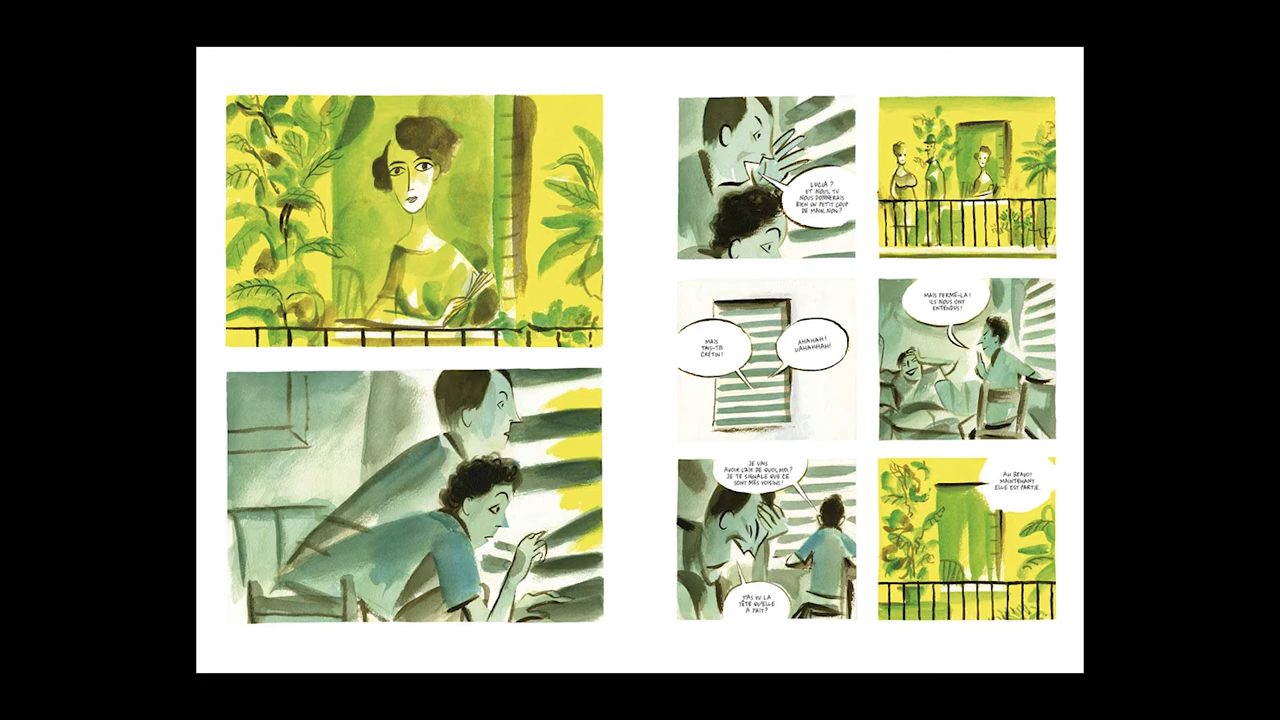 LUCIA ?
ET NOUS, TU
NOUS DONNERAIS
BIEN UN PETIT COUP
DE MAIN, NON ?
MAIS
TAIS-TOI
CRÉTIN !
AHAHAH !
UAHAHHAH !
MAIS FERME-LA !
ILS NOUS ONT
ENTENDUS !
JE VAIS
AVOIR L'AIR DE QUOI, MOI ?
JE TE SIGNALE QUE CE
SONT MES VOISINS !
T'AS VU LA
TÊTE QU'ELLE
A FAIT ?
AH BRAVO !
MAINTENANT
ELLE EST PARTIE.